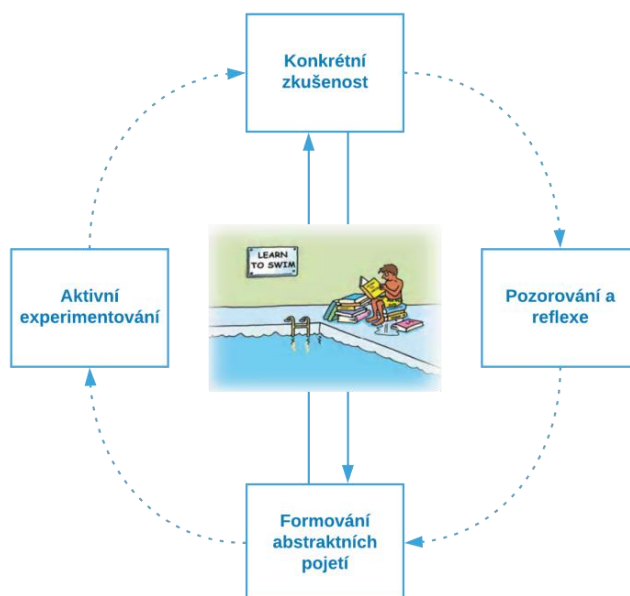 Konkrétní
zkušenost
LEARN
TO SWIM
Aktivní
experimentování
Pozorování a
reflexe
Formování
abstraktních
pojetí